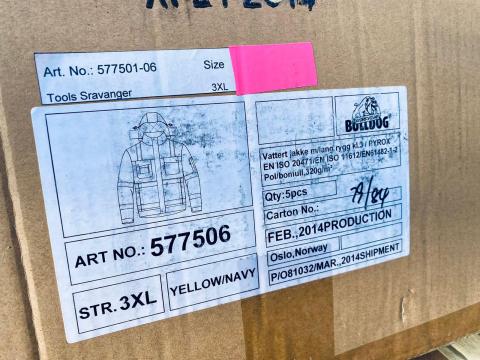 Art. No.: 577501-06 Size
Tools Sravanger 3XL
BULLDOG
Vattert jakke m/lang rygg kl.3 / PYROX
EN ISO 20471/EN ISO 11612/EN61482-1-2
Pol/bomull,320g/m²
Qty:5pcs
Carton No.: A/84
FEB.,2014PRODUCTION
Oslo,Norway
P/O81032/MAR.,2014SHIPMENT
ART NO.: 577506
STR. 3XL
YELLOW/NAVY